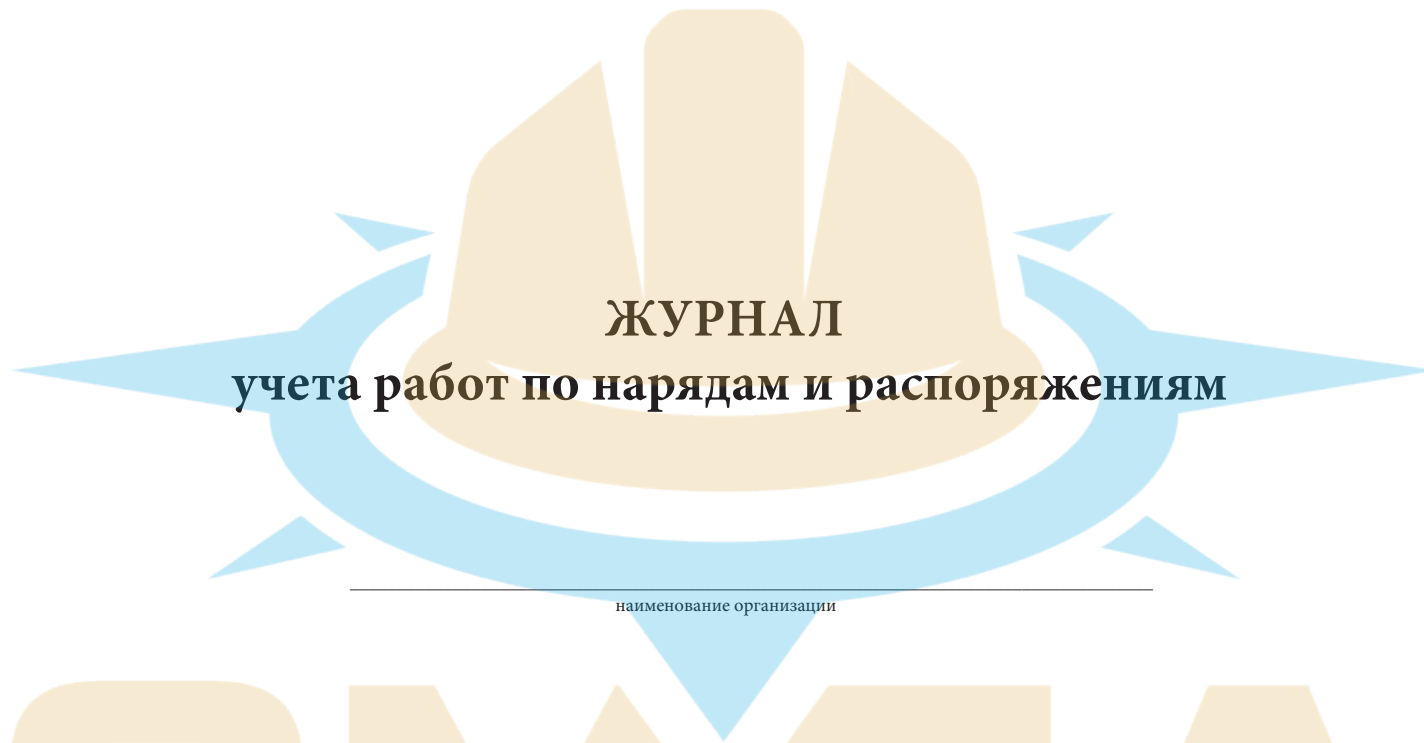 ЖУРНАЛ
учета работ по нарядам и распоряжениям
наименование организации